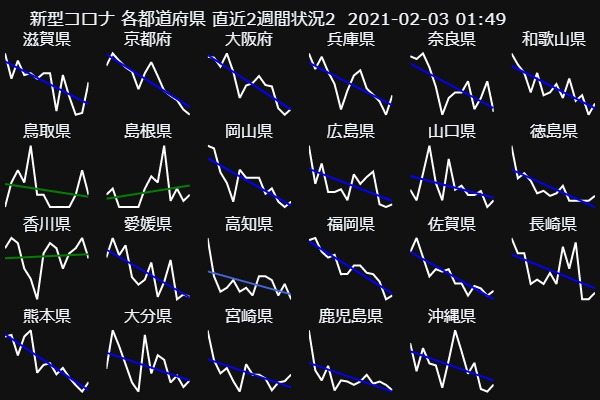 新型コロナ 各都道府県 直近2週間状況2 2021-02-03 01:49
滋賀県 京都府 大阪府 兵庫県 奈良県 和歌山県
鳥取県 島根県 岡山県 広島県 山口県 徳島県
香川県 愛媛県 高知県 福岡県 佐賀県 長崎県
熊本県 大分県 宮崎県 鹿児島県 沖縄県